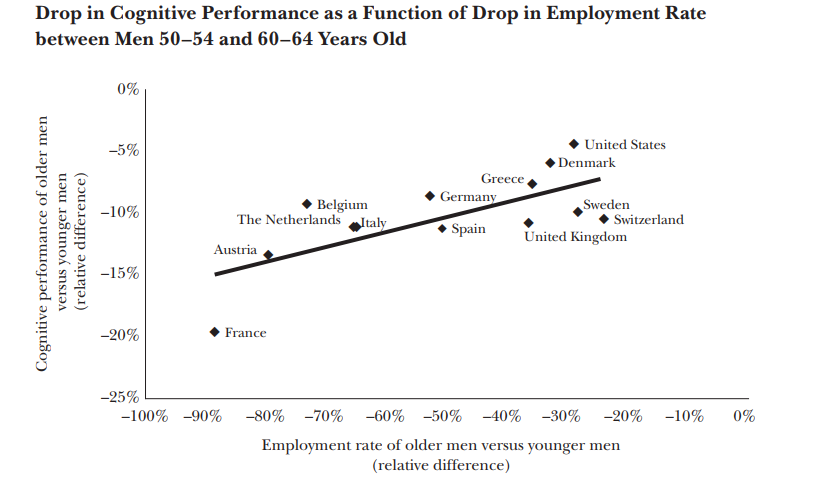 Drop in Cognitive Performance as a Function of Drop in Employment Rate
between Men 50–54 and 60–64 Years Old
Cognitive performance of older men
versus younger men
(relative difference)
0%
–5%
–10%
–15%
–20%
–25%
United States
Denmark
Greece
Germany
Belgium
Sweden
The Netherlands
Italy
Switzerland
Spain
United Kingdom
Austria
France
–100%
–90%
–80%
–70%
–60%
–50%
–40%
–30%
–20%
–10%
0%
Employment rate of older men versus younger men
(relative difference)